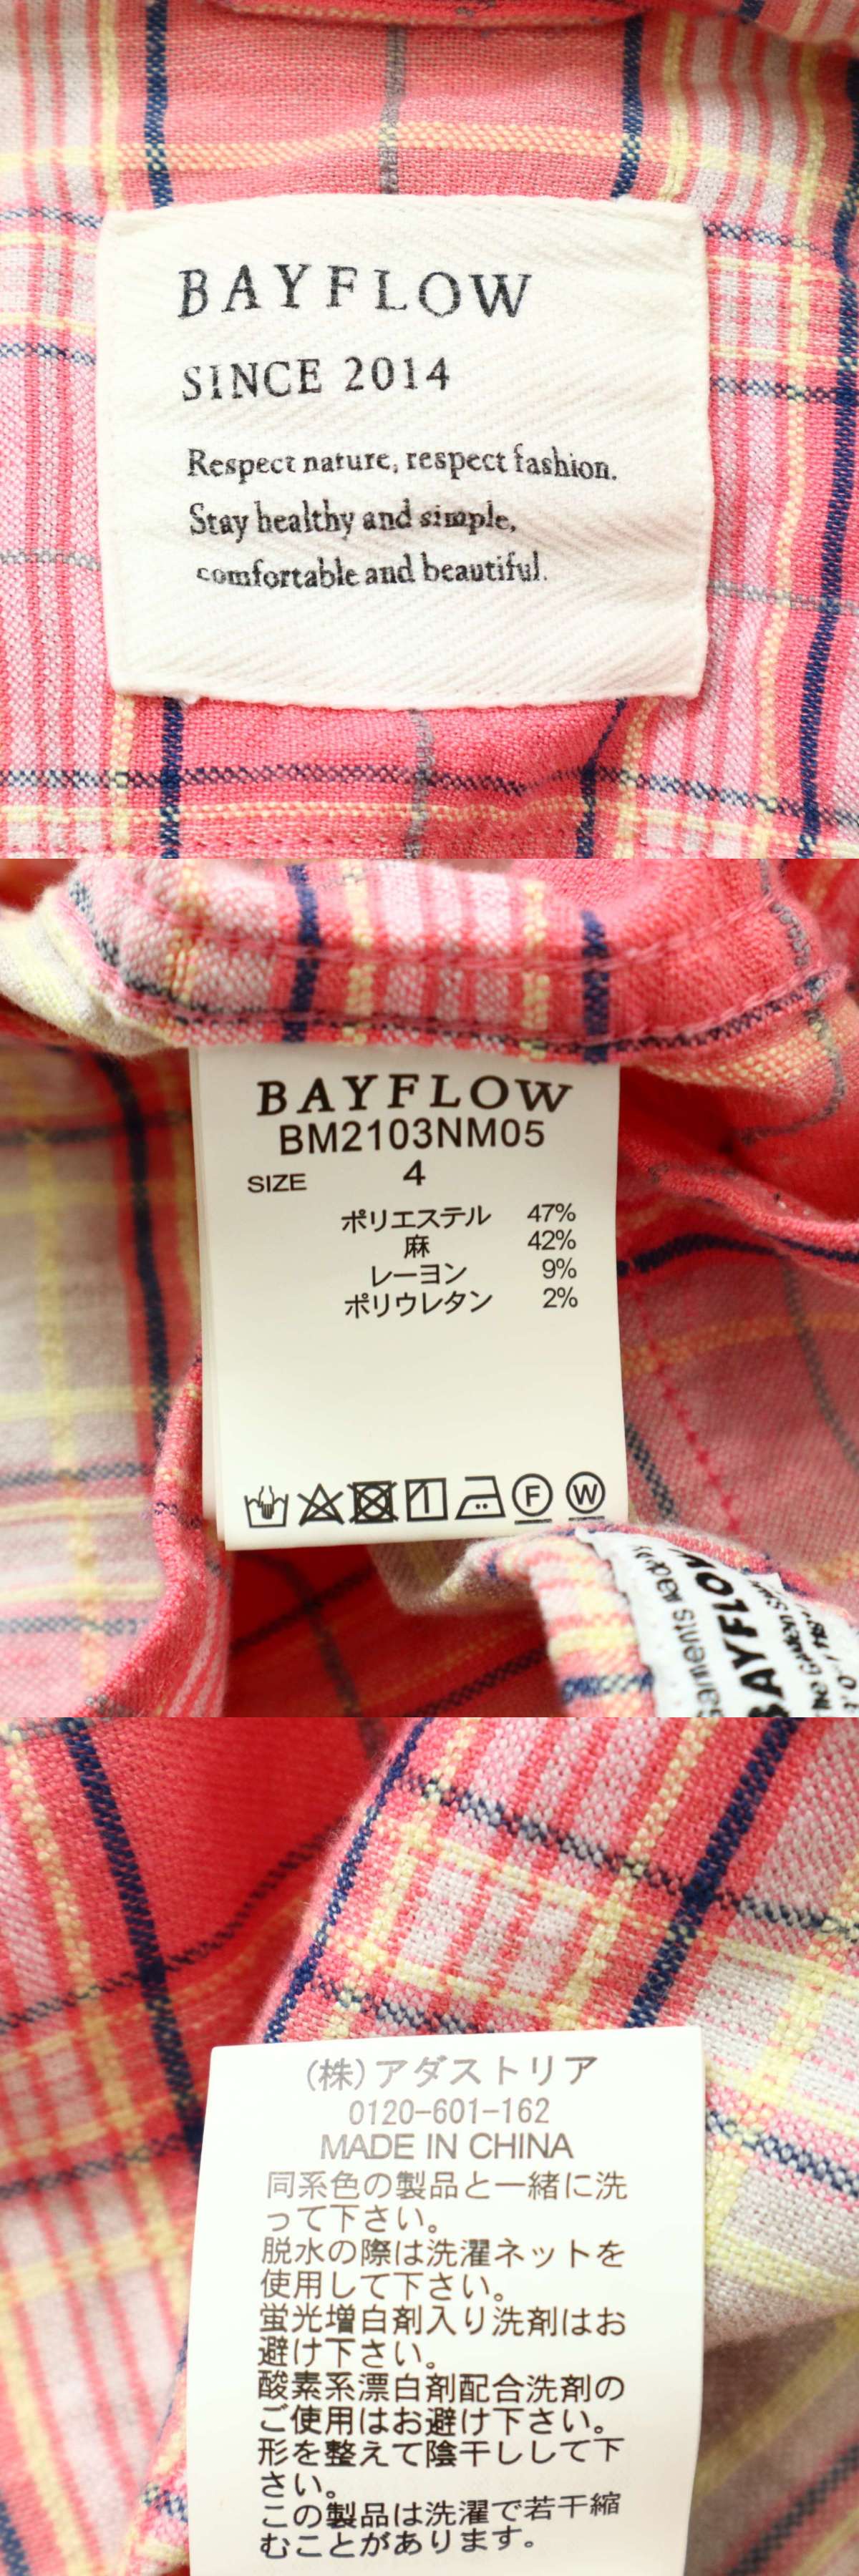 BAYFLOW
SINCE 2014
Respect nature, respect fashion.
Stay healthy and simple,
comfortable and beautiful.
BAYFLOW
BM2103NM05
SIZE 4
ポリエステル 47%
麻 42%
レーヨン 9%
ポリウレタン 2%
F W
BAYFLOW
(株)アダストリア
0120-601-162
MADE IN CHINA
同系色の製品と一緒に洗
って下さい。
脱水の際は洗濯ネットを
使用して下さい。
蛍光増白剤入り洗剤はお
避け下さい。
酸素系漂白剤配合洗剤の
ご使用はお避け下さい。
形を整えて陰干しして下
さい。
この製品は洗濯で若干縮
むことがあります。